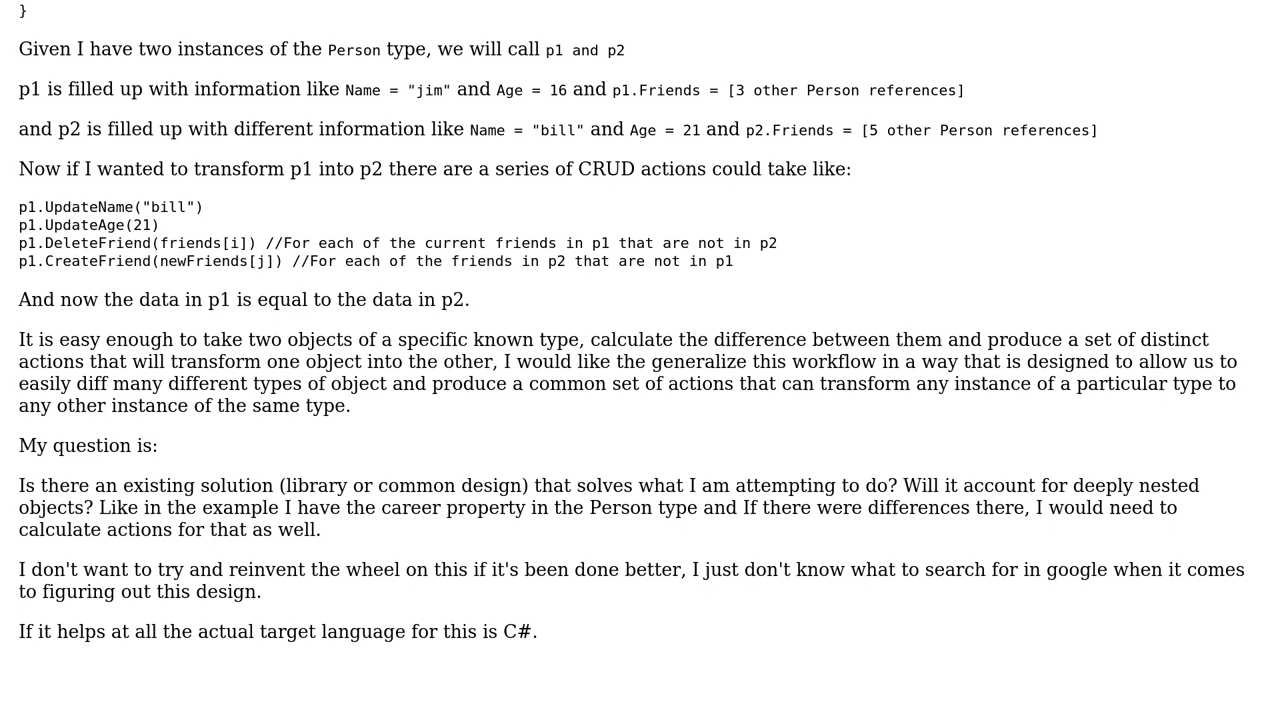 }
Given I have two instances of the Person type, we will call p1 and p2
p1 is filled up with information like Name = "jim" and Age = 16 and p1.Friends = [3 other Person references]
and p2 is filled up with different information like Name = "bill" and Age = 21 and p2.Friends = [5 other Person references]
Now if I wanted to transform p1 into p2 there are a series of CRUD actions could take like:
p1.UpdateName("bill")
p1.UpdateAge(21)
p1.DeleteFriend(friends[i]) //For each of the current friends in p1 that are not in p2
p1.CreateFriend(newFriends[j]) //For each of the friends in p2 that are not in p1
And now the data in p1 is equal to the data in p2.
It is easy enough to take two objects of a specific known type, calculate the difference between them and produce a set of distinct
actions that will transform one object into the other, I would like the generalize this workflow in a way that is designed to allow us to
easily diff many different types of object and produce a common set of actions that can transform any instance of a particular type to
any other instance of the same type.
My question is:
Is there an existing solution (library or common design) that solves what I am attempting to do? Will it account for deeply nested
objects? Like in the example I have the career property in the Person type and If there were differences there, I would need to
calculate actions for that as well.
I don't want to try and reinvent the wheel on this if it's been done better, I just don't know what to search for in google when it comes
to figuring out this design.
If it helps at all the actual target language for this is C#.